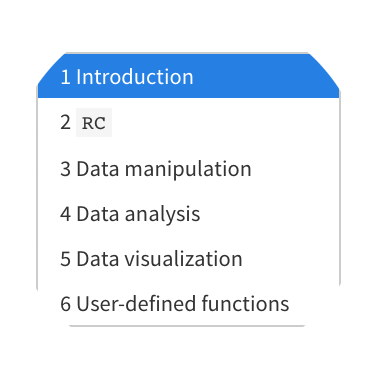 1 Introduction
2 RC
3 Data manipulation
4 Data analysis
5 Data visualization
6 User-defined functions